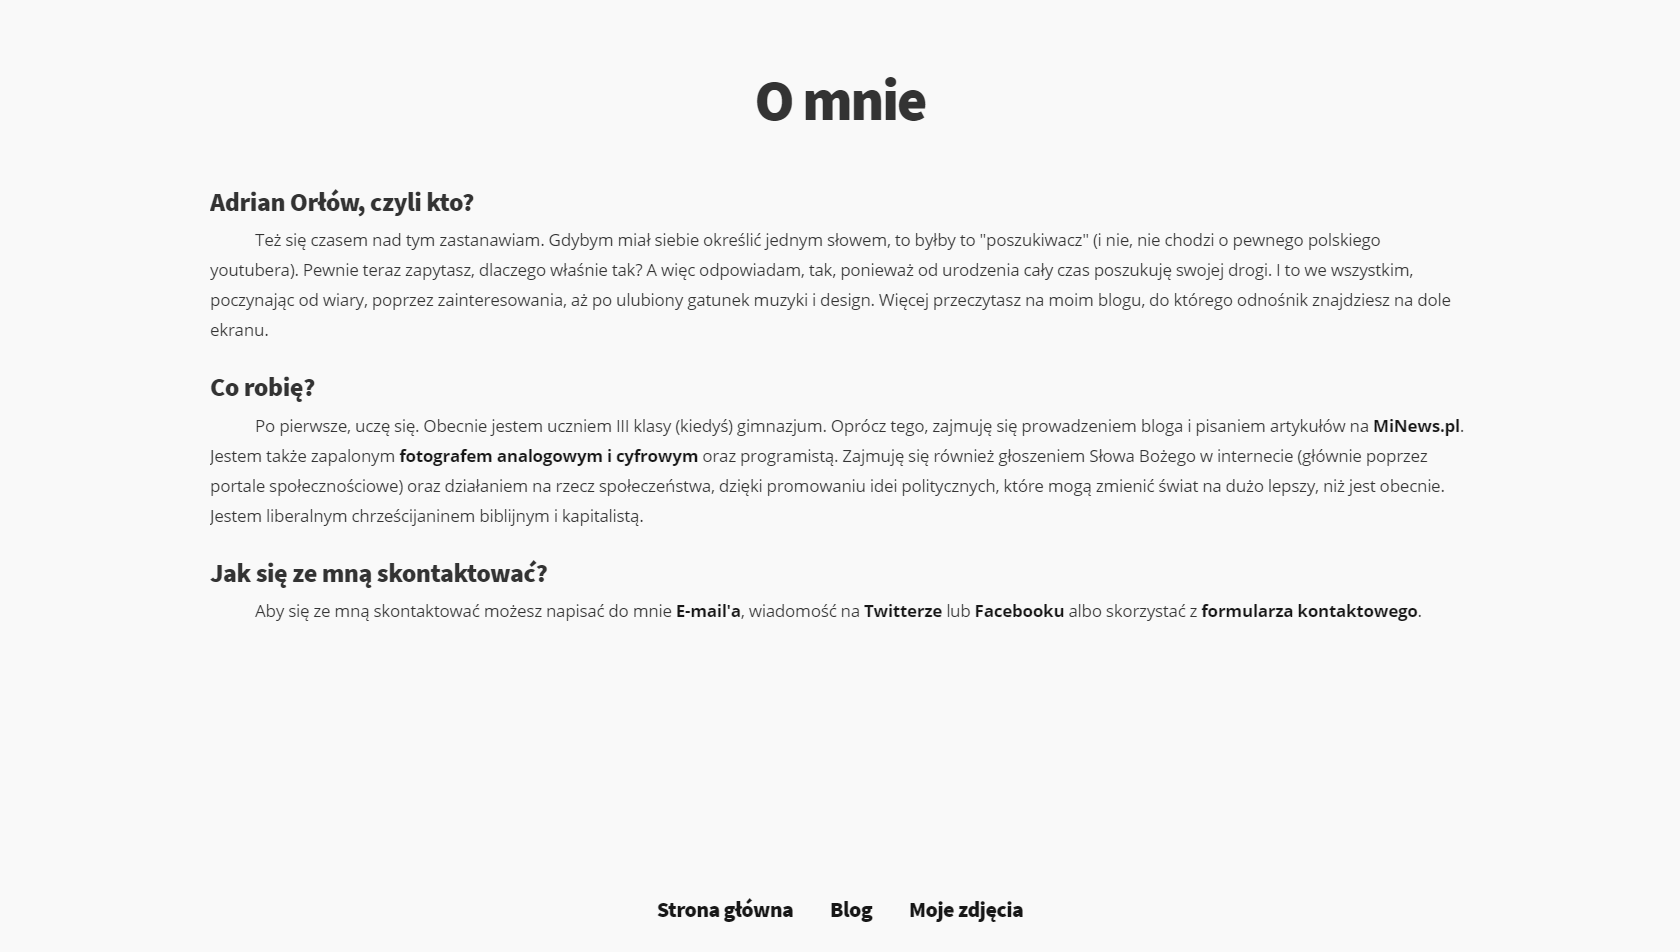 O mnie
Adrian Orłów, czyli kto?
Też się czasem nad tym zastanawiam. Gdybym miał siebie określić jednym słowem, to byłby to "poszukiwacz" (i nie, nie chodzi o pewnego polskiego
youtubera). Pewnie teraz zapytasz, dlaczego właśnie tak? A więc odpowiadam, tak, ponieważ od urodzenia cały czas poszukuję swojej drogi. I to we wszystkim,
poczynając od wiary, poprzez zainteresowania, aż po ulubiony gatunek muzyki i design. Więcej przeczytasz na moim blogu, do którego odnośnik znajdziesz na dole
ekranu.
Co robię?
Po pierwsze, uczę się. Obecnie jestem uczniem III klasy (kiedyś) gimnazjum. Oprócz tego, zajmuję się prowadzeniem bloga i pisaniem artykułów na MiNews.pl.
Jestem także zapalonym fotografem analogowym i cyfrowym oraz programistą. Zajmuję się również głoszeniem Słowa Bożego w internecie (głównie poprzez
portale społecznościowe) oraz działaniem na rzecz społeczeństwa, dzięki promowaniu idei politycznych, które mogą zmienić świat na dużo lepszy, niż jest obecnie.
Jestem liberalnym chrześcijaninem biblijnym i kapitalistą.
Jak się ze mną skontaktować?
Aby się ze mną skontaktować możesz napisać do mnie E-mail'a, wiadomość na Twitterze lub Facebooku albo skorzystać z formularza kontaktowego.
Strona główna Blog Moje zdjęcia